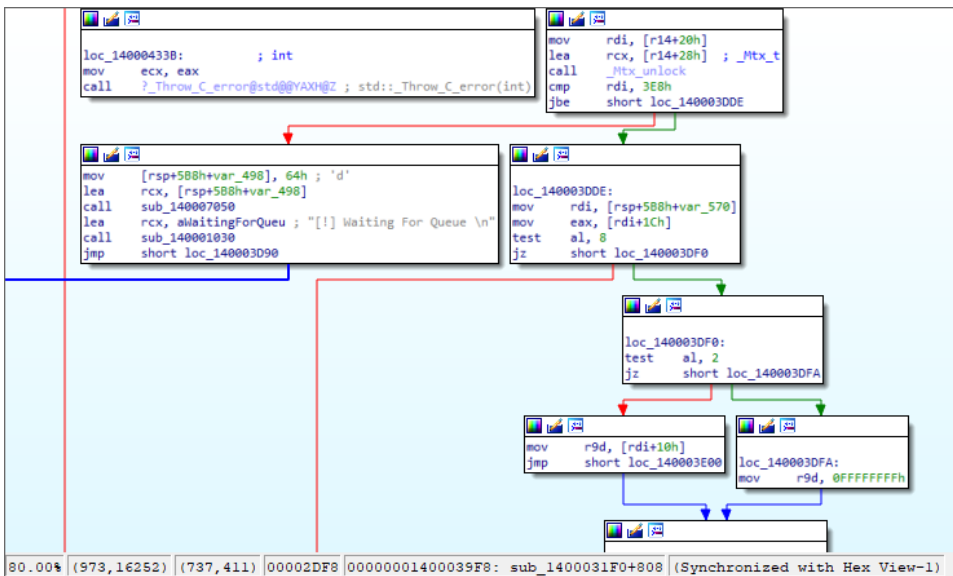 loc_14000433B:          ; int
mov     ecx, eax
call    ?_Throw_C_error@std@@YAXH@Z ; std::_Throw_C_error(int)
mov     rdi, [r14+20h]
lea     rcx, [r14+28h]  ; _Mtx_t
call    _Mtx_unlock
cmp     rdi, 3E8h
jbe     short loc_140003DDE
mov     [rsp+5B8h+var_498], 64h ; 'd'
lea     rcx, [rsp+5B8h+var_498]
call    sub_140007050
lea     rcx, aWaitingForQueu ; "[!] Waiting For Queue \n"
call    sub_140001030
jmp     short loc_140003D90
loc_140003DDE:
mov     rdi, [rsp+5B8h+var_570]
mov     eax, [rdi+1Ch]
test    al, 8
jz      short loc_140003DF0
loc_140003DF0:
test    al, 2
jz      short loc_140003DFA
mov     r9d, [rdi+10h]
jmp     short loc_140003E00
loc_140003DFA:
mov     r9d, 0FFFFFFFFh
80.00% (973,16252) (737,411) 00002DF8 00000001400039F8: sub_1400031F0+808 (Synchronized with Hex View-1)